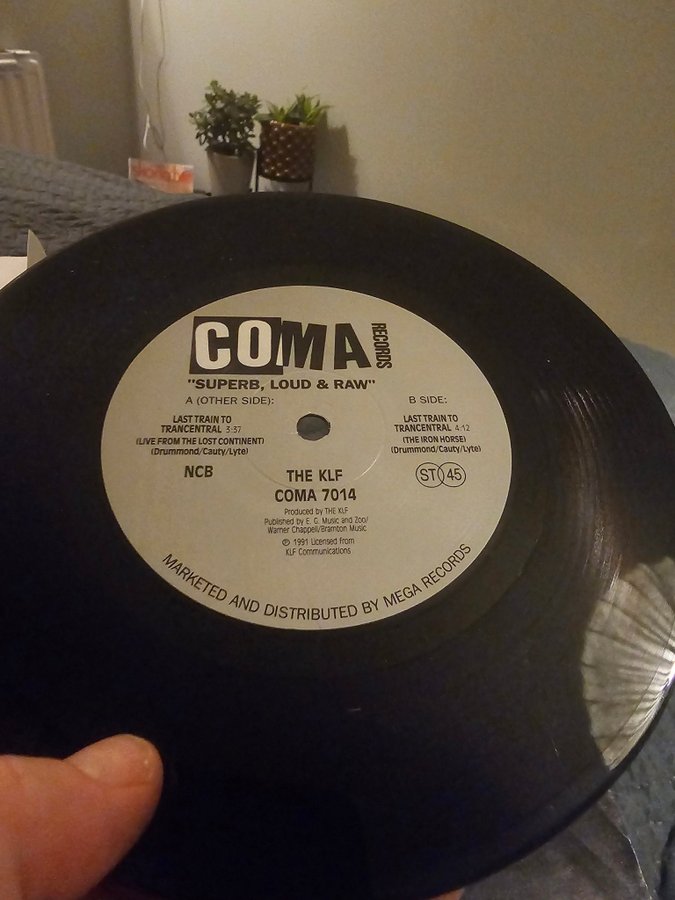 COMA RECORDS
"SUPERB, LOUD & RAW"
A (OTHER SIDE):
LAST TRAIN TO
TRANCENTRAL 3:37
(LIVE FROM THE LOST CONTINENT)
(Drummond/Cauty/Lyte)
NCB
B SIDE:
LAST TRAIN TO
TRANCENTRAL 4:12
(THE IRON HORSE)
(Drummond/Cauty/Lyte)
ST 45
THE KLF
COMA 7014
Produced by THE KLF
Published by E. G. Music and Zoo/
Warner Chappell/Bramton Music
℗ 1991 Licensed from
KLF Communications
MARKETED AND DISTRIBUTED BY MEGA RECORDS